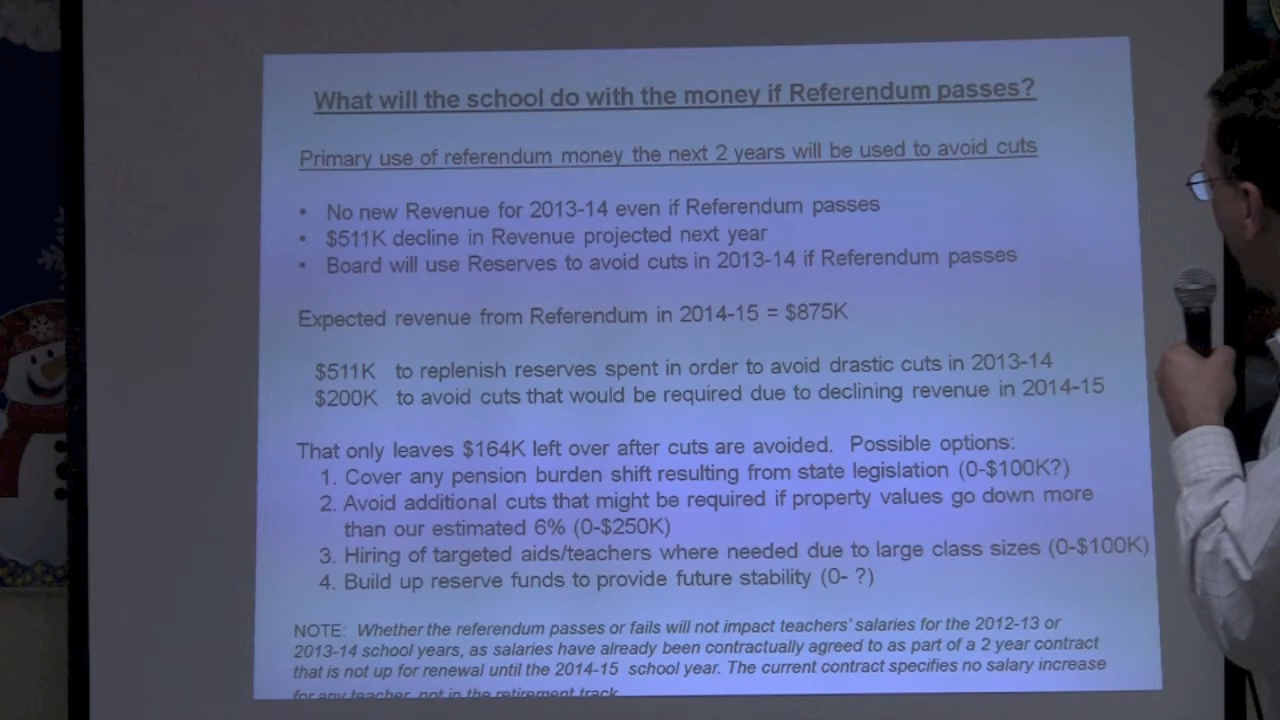 What will the school do with the money if Referendum passes?
Primary use of referendum money the next 2 years will be used to avoid cuts
• No new Revenue for 2013-14 even if Referendum passes
• $511K decline in Revenue projected next year
• Board will use Reserves to avoid cuts in 2013-14 if Referendum passes
Expected revenue from Referendum in 2014-15 = $875K
$511K to replenish reserves spent in order to avoid drastic cuts in 2013-14
$200K to avoid cuts that would be required due to declining revenue in 2014-15
That only leaves $164K left over after cuts are avoided. Possible options:
1. Cover any pension burden shift resulting from state legislation (0-$100K?)
2. Avoid additional cuts that might be required if property values go down more
than our estimated 6% (0-$250K)
3. Hiring of targeted aids/teachers where needed due to large class sizes (0-$100K)
4. Build up reserve funds to provide future stability (0- ?)
NOTE: Whether the referendum passes or fails will not impact teachers' salaries for the 2012-13 or
2013-14 school years, as salaries have already been contractually agreed to as part of a 2 year contract
that is not up for renewal until the 2014-15 school year. The current contract specifies no salary increase
for any teacher not in the retirement track